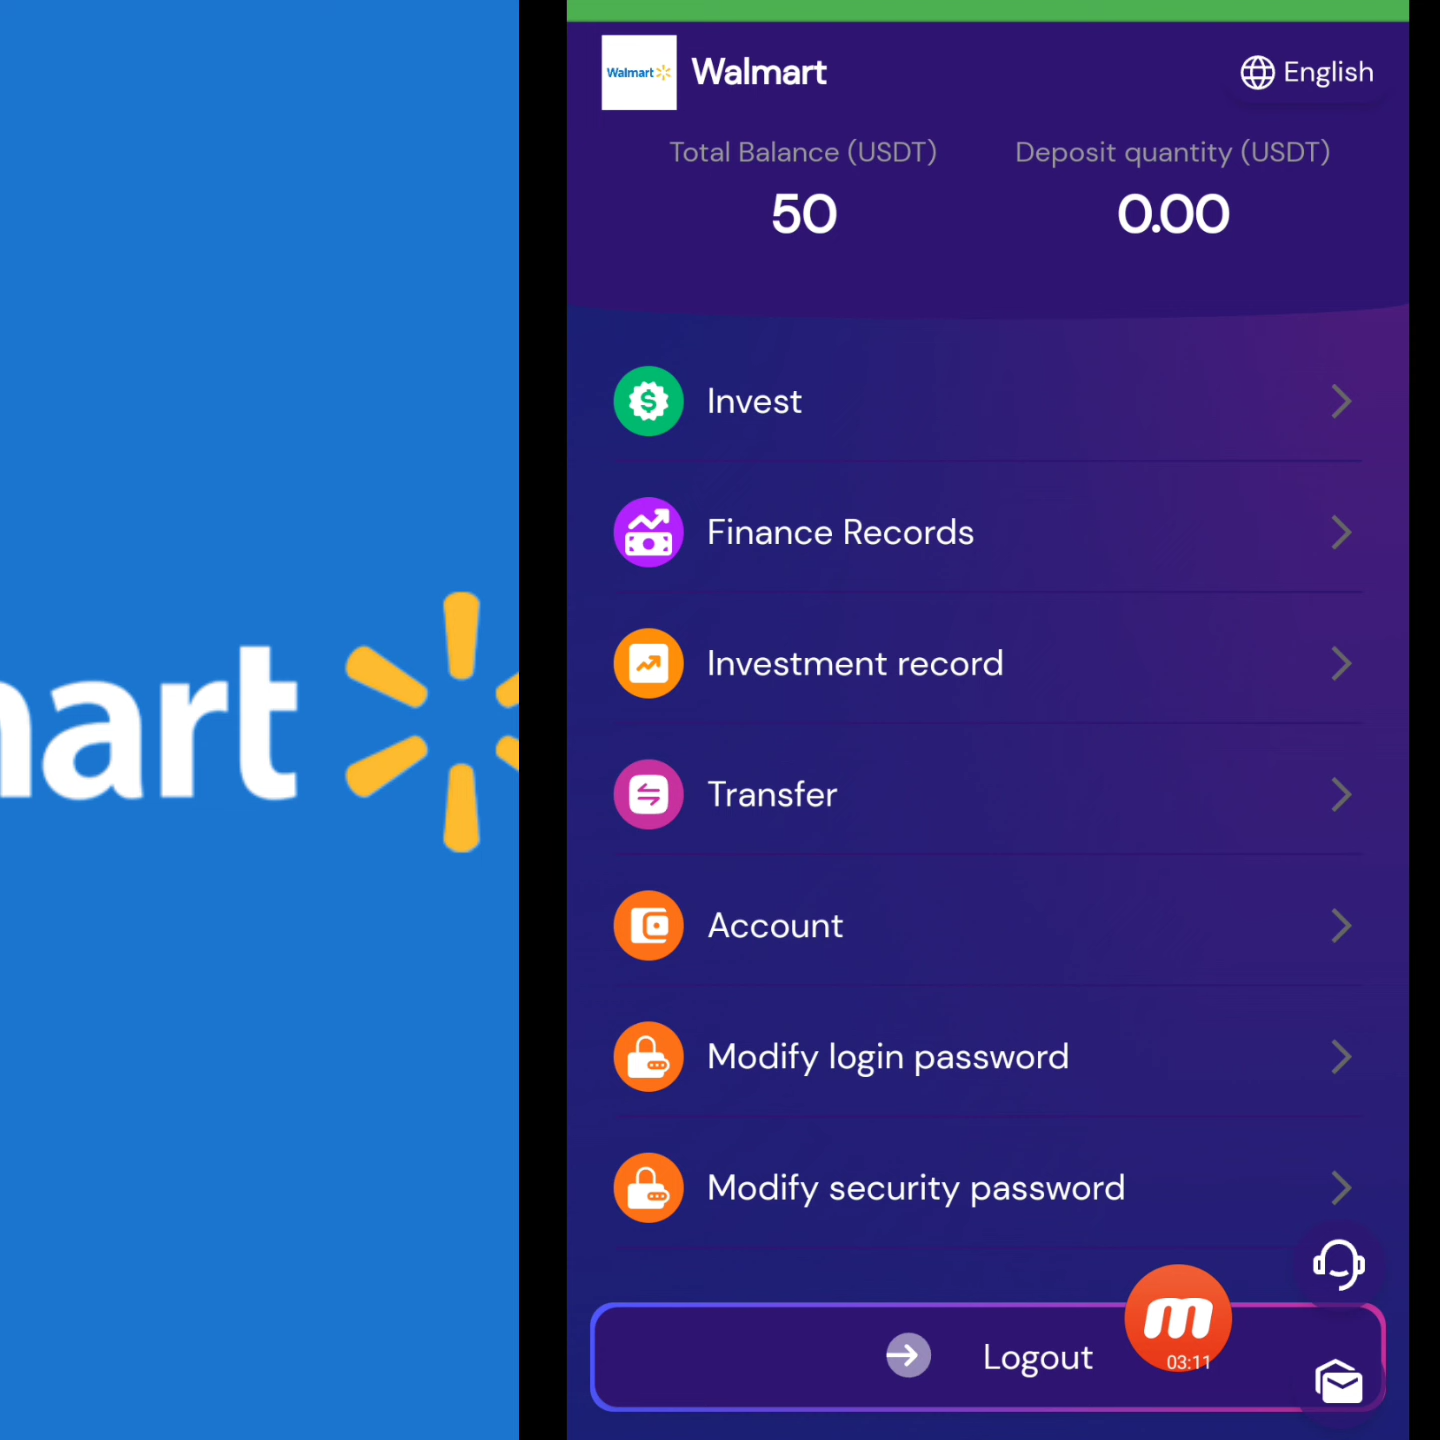 mart
Walmart
Walmart
English
Total Balance (USDT)
Deposit quantity (USDT)
50
0.00
Invest
Finance Records
Investment record
Transfer
Account
Modify login password
Modify security password
Logout
m
03:11